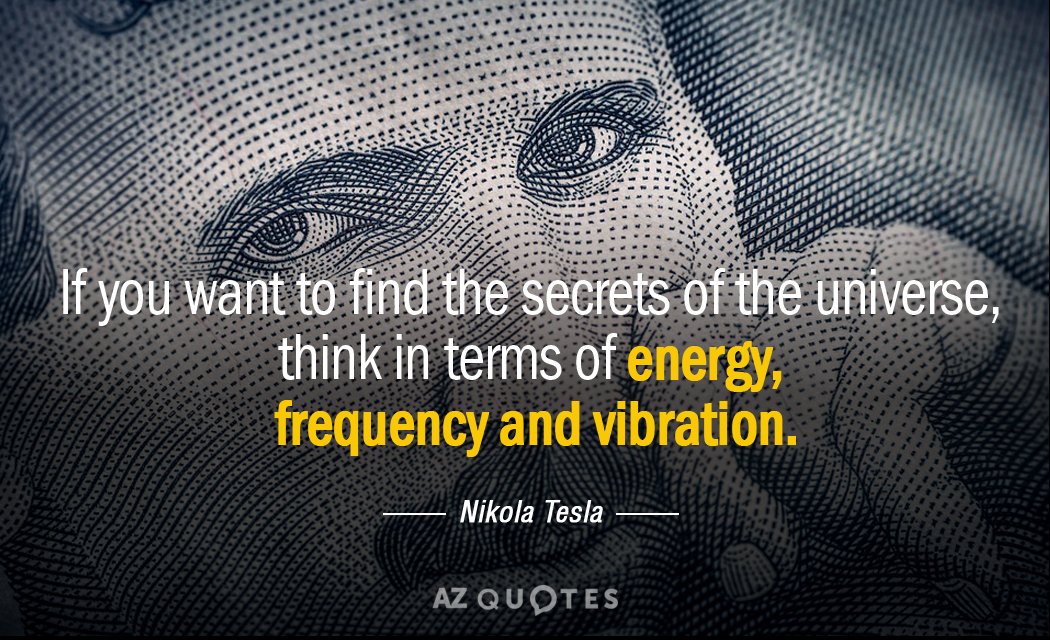 If you want to find the secrets of the universe,
think in terms of energy,
frequency and vibration.
Nikola Tesla
AZ QUOTES